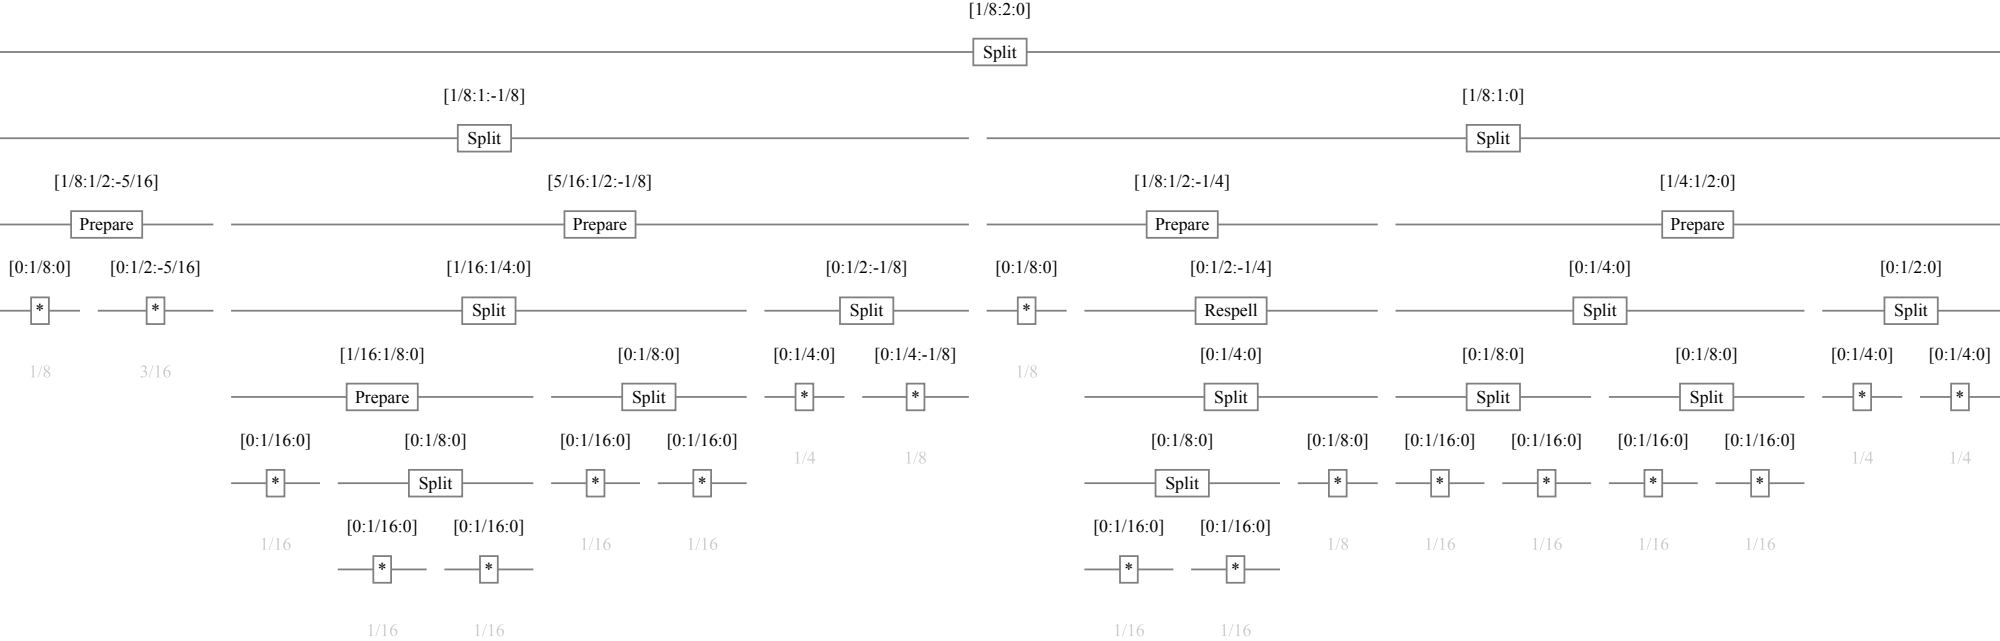 [1/8:2:0]
Split
[1/8:1:-1/8] [1/8:1:0]
Split Split
[1/8:1/2:-5/16] [5/16:1/2:-1/8] [1/8:1/2:-1/4] [1/4:1/2:0]
Prepare Prepare Prepare Prepare
[0:1/8:0] [0:1/2:-5/16] [1/16:1/4:0] [0:1/2:-1/8] [0:1/8:0] [0:1/2:-1/4] [0:1/4:0] [0:1/2:0]
* * Split Split * Respell Split Split
[1/16:1/8:0] [0:1/8:0] [0:1/4:0] [0:1/4:-1/8] [0:1/4:0] [0:1/8:0] [0:1/8:0] [0:1/4:0] [0:1/4:0]
1/8 3/16 1/8
Prepare Split * * Split Split Split * *
[0:1/16:0] [0:1/8:0] [0:1/16:0] [0:1/16:0] [0:1/8:0] [0:1/8:0] [0:1/16:0] [0:1/16:0] [0:1/16:0] [0:1/16:0]
1/4 1/8 1/4 1/4
* Split * * Split * * * * *
[0:1/16:0] [0:1/16:0] [0:1/16:0] [0:1/16:0]
1/16 1/16 1/16 1/8 1/16 1/16 1/16 1/16
* * * *
1/16 1/16 1/16 1/16